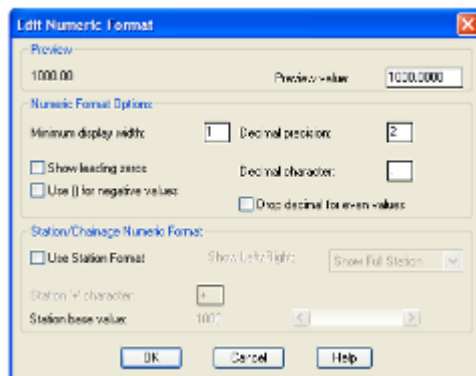 Edit Numeric Format
Preview
1000.00 Preview value: 1000.0000
Numeric Format Options
Minimum display width: 1 Decimal precision: 2
Show leading zeros Decimal character: .
Use () for negative values
Drop decimal for even values
Station/Chainage Numeric Format
Use Station Format Show Left/Right: Show Full Station
Station '+' character: +
Station base value: 1000
OK Cancel Help